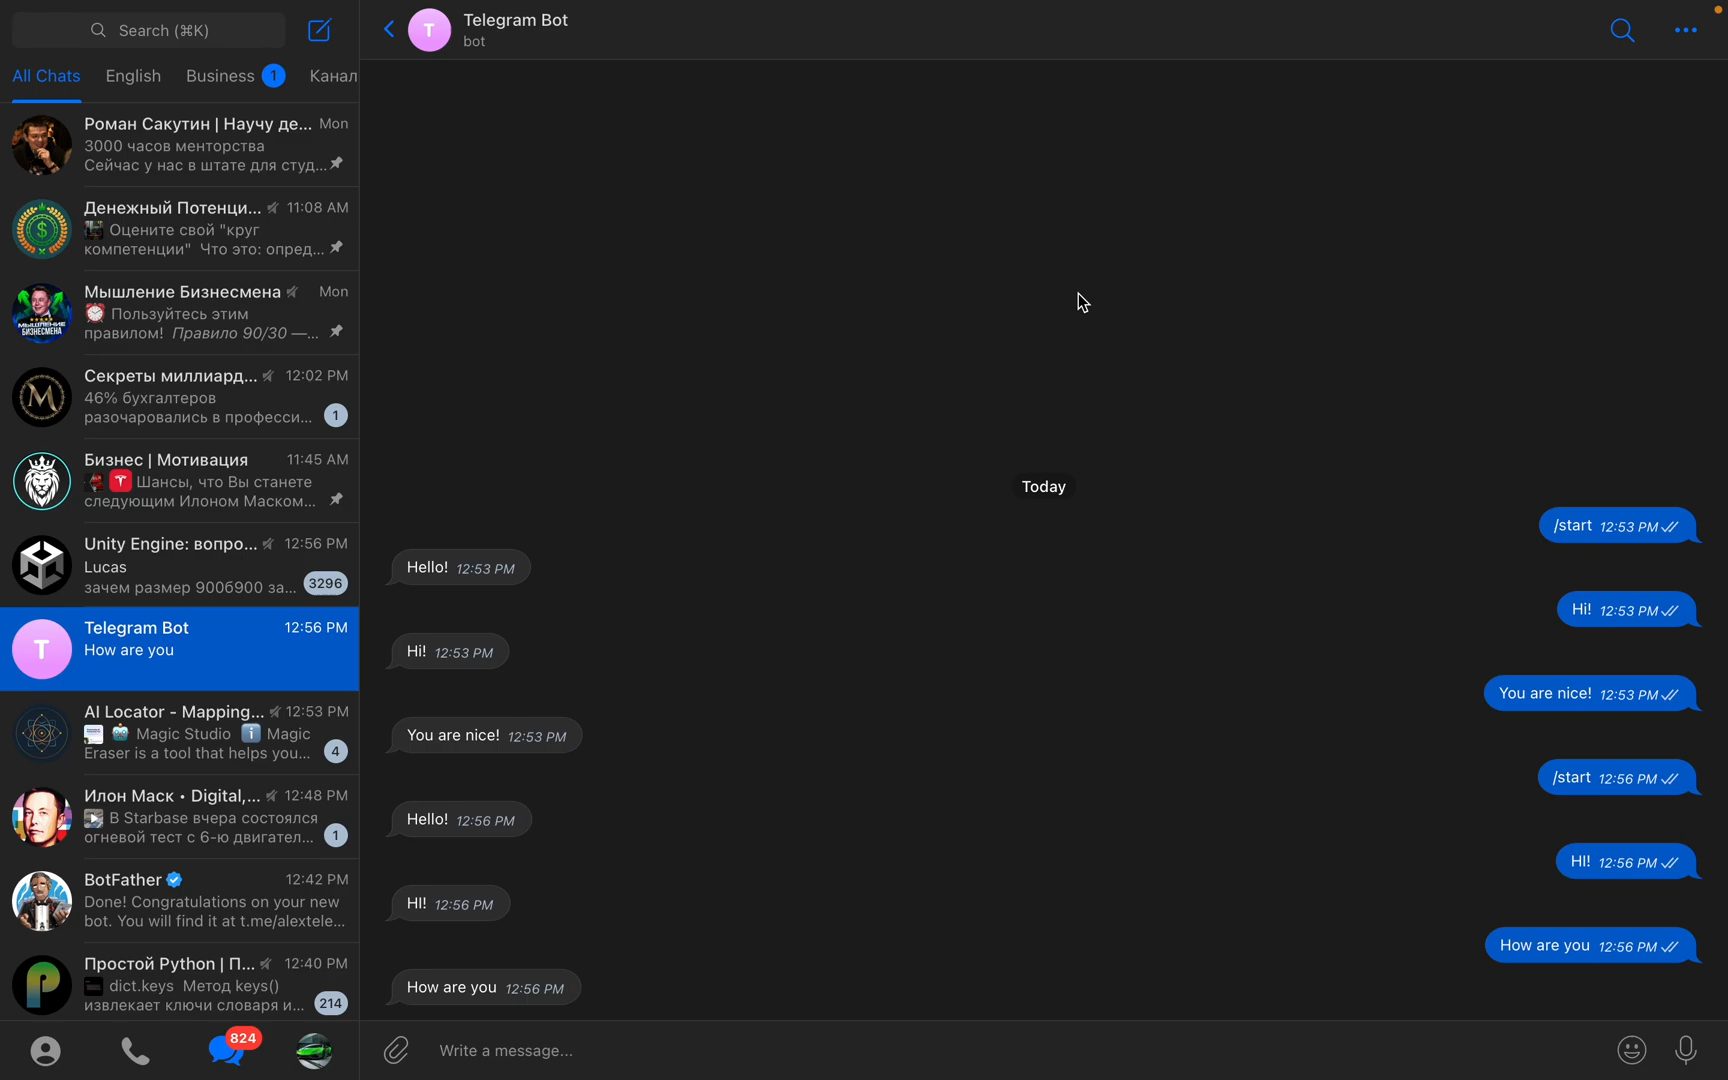 Search (⌘K)
All Chats English Business 1 Канал
Роман Сакутин | Научу де... Mon
3000 часов менторства
Сейчас у нас в штате для студ...
Денежный Потенци... 11:08 AM
Оцените свой "круг
компетенции" Что это: опред...
Мышление Бизнесмена Mon
Пользуйтесь этим
правилом! Правило 90/30 —...
Секреты миллиард... 12:02 PM
46% бухгалтеров
разочаровались в професси... 1
Бизнес | Мотивация 11:45 AM
Шансы, что Вы станете
следующим Илоном Маском...
Unity Engine: вопро... 12:56 PM
Lucas
зачем размер 900б900 за... 3296
T
Telegram Bot 12:56 PM
How are you
AI Locator - Mapping... 12:53 PM
Magic Studio Magic
Eraser is a tool that helps you... 4
Илон Маск • Digital,... 12:48 PM
В Starbase вчера состоялся
огневой тест с 6-ю двигател... 1
BotFather 12:42 PM
Done! Congratulations on your new
bot. You will find it at t.me/alextele...
Простой Python | П... 12:40 PM
dict.keys Метод keys()
извлекает ключи словаря и... 214
824
T
Telegram Bot
bot
Today
/start 12:53 PM
Hello! 12:53 PM
Hi! 12:53 PM
Hi! 12:53 PM
You are nice! 12:53 PM
You are nice! 12:53 PM
/start 12:56 PM
Hello! 12:56 PM
HI! 12:56 PM
HI! 12:56 PM
How are you 12:56 PM
How are you 12:56 PM
Write a message...